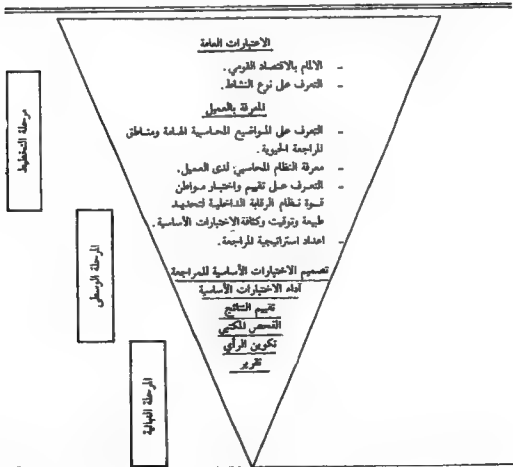 الاعتبارات العامة
- الالمام بالاقتصاد القومي.
- التعرف على نوع النشاط.
المعرفة بالعميل
- التعرف على المواضيع المحاسبية الهامة ومناطق
المراجعة الحيوية.
- معرفة النظام المحاسبي لدى العميل.
- التعرف على تقييم واختبار مواطن
قوة نظام الرقابة الداخلية لتحديد
طبيعة وتوقيت وكثافة الاختبارات الأساسية.
- اعداد استراتيجية المراجعة.
تصميم الاختبارات الأساسية للمراجعة
أداء الاختبارات الأساسية
تقييم النتائج
الفحص المكتبي
تكوين الرأي
تقرير
مرحلة التخطيط
المرحلة الوسطى
المرحلة النهائية